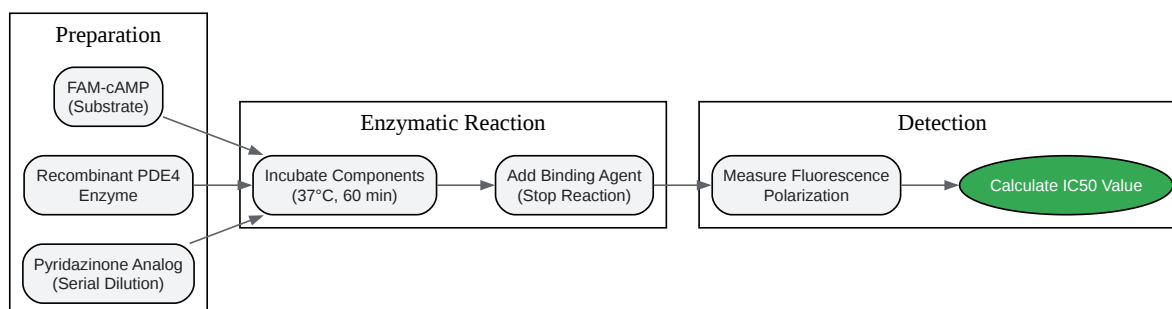 Preparation
FAM-cAMP
(Substrate)
Recombinant PDE4
Enzyme
Pyridazinone Analog
(Serial Dilution)
Enzymatic Reaction
Incubate Components
(37°C, 60 min)
Add Binding Agent
(Stop Reaction)
Detection
Measure Fluorescence
Polarization
Calculate IC50 Value